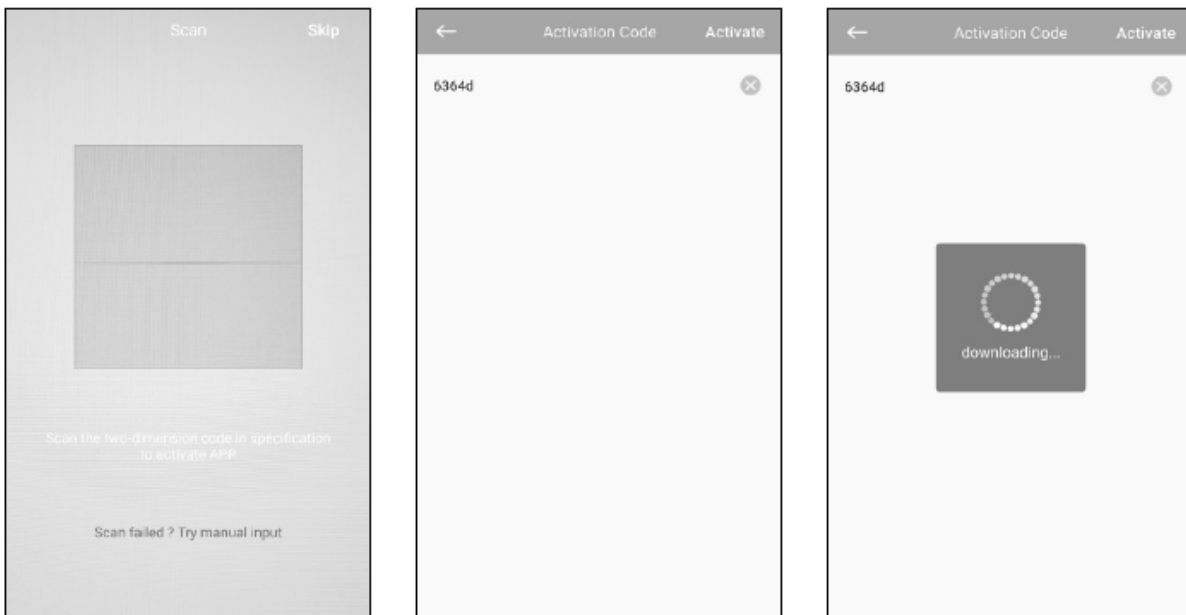 Scan Skip
Scan the two-dimension code in specification
to activate APP
Scan failed ? Try manual input
Activation Code Activate
6364d
Activation Code Activate
6364d
downloading...